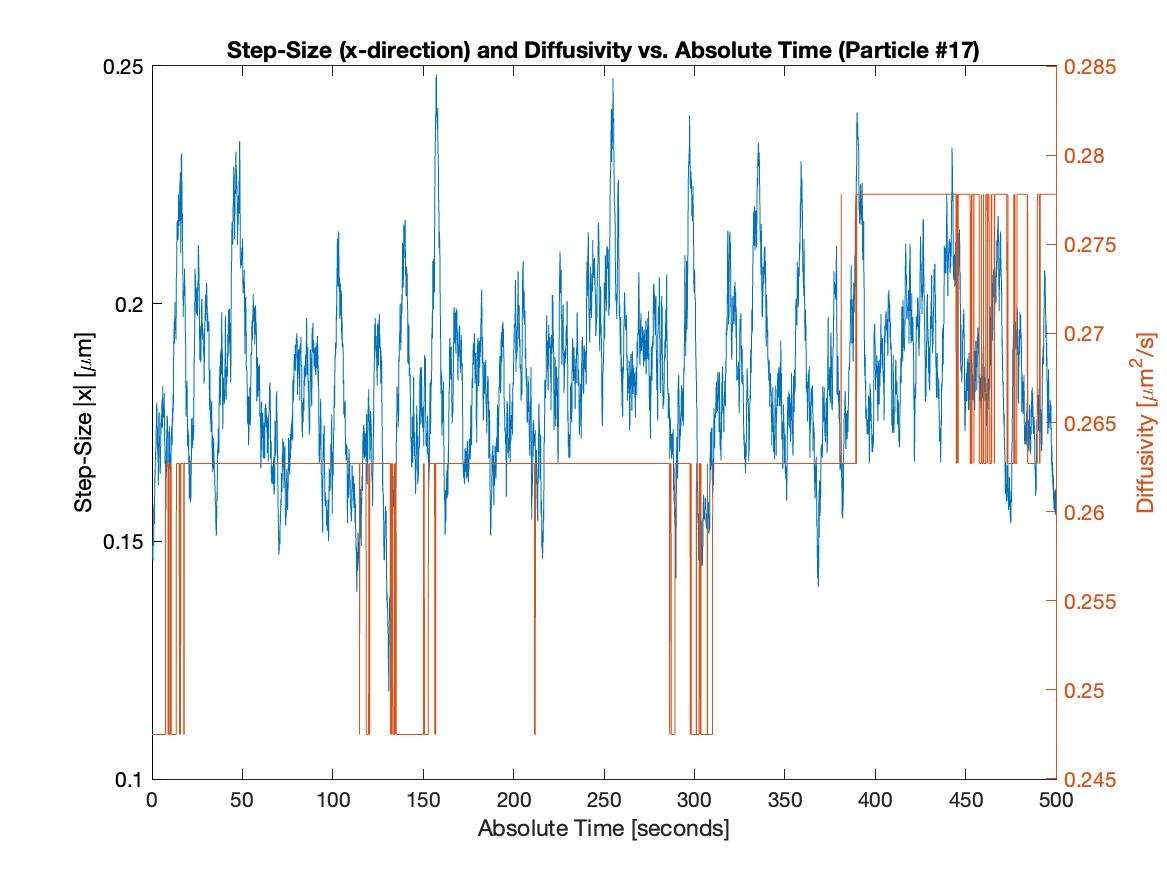 Step-Size (x-direction) and Diffusivity vs. Absolute Time (Particle #17)
0.25
0.2
0.15
0.1
Step-Size |x| [μm]
0.285
0.28
0.275
0.27
0.265
0.26
0.255
0.25
0.245
Diffusivity [μm²/s]
0 50 100 150 200 250 300 350 400 450 500
Absolute Time [seconds]